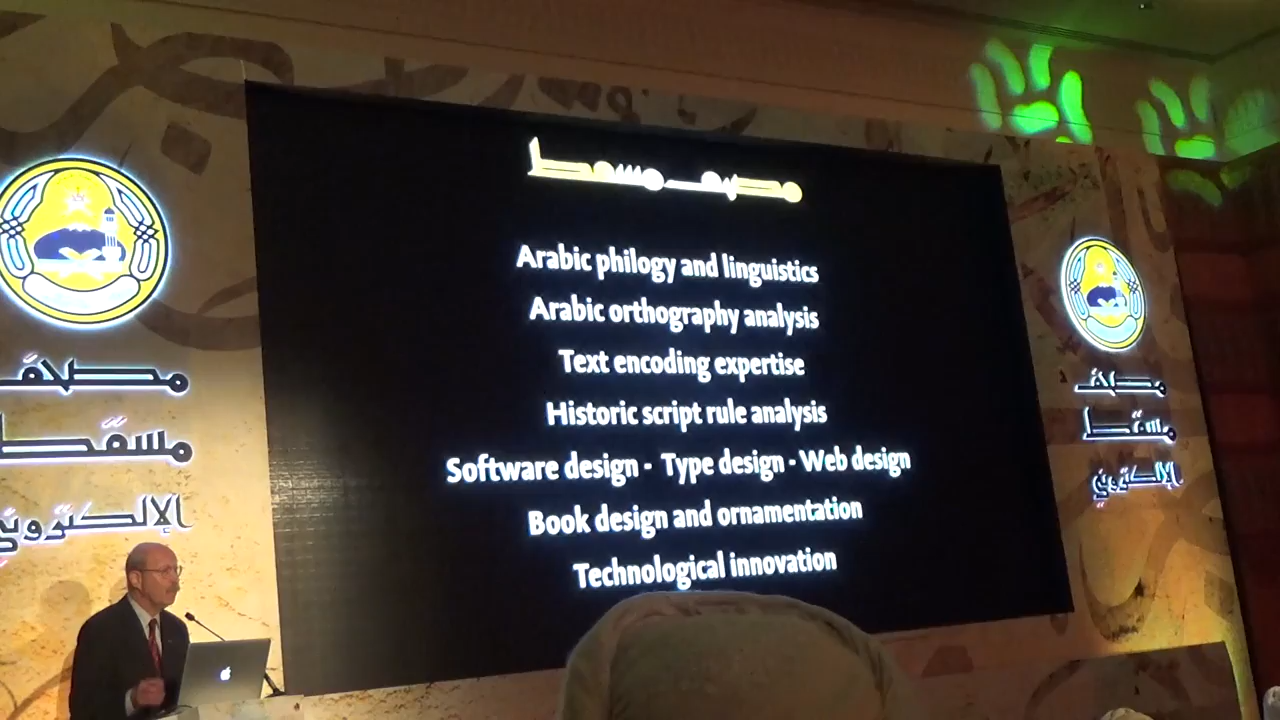 مصحف مسقط
Arabic philogy and linguistics
Arabic orthography analysis
Text encoding expertise
Historic script rule analysis
Software design - Type design - Web design
Book design and ornamentation
Technological innovation
مصحف
مسقط
الإلكتروني
مصحف
مسقط
الإلكتروني